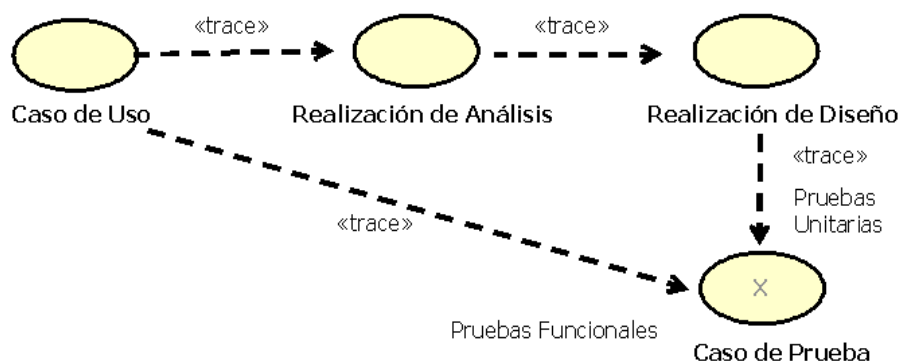 «trace»
«trace»
Caso de Uso
Realización de Análisis
Realización de Diseño
«trace»
Pruebas
Unitarias
«trace»
X
Pruebas Funcionales
Caso de Prueba